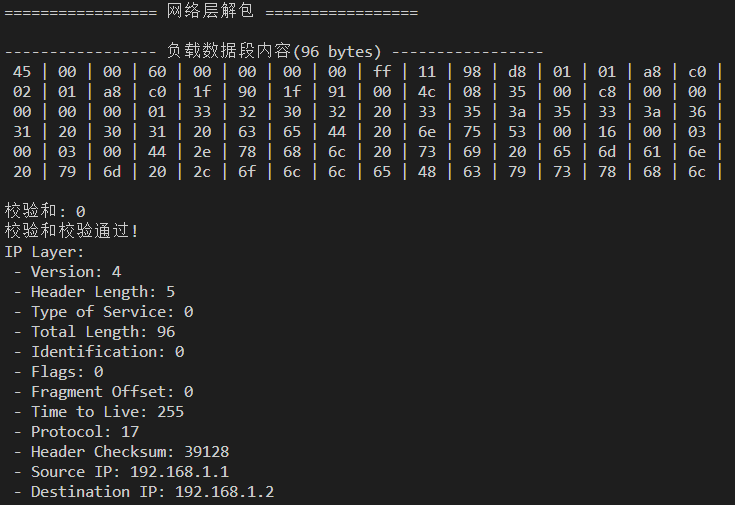 ================= 网络层解包 =================
----------------- 负载数据段内容(96 bytes) -----------------
45 | 00 | 00 | 60 | 00 | 00 | 00 | 00 | ff | 11 | 98 | d8 | 01 | 01 | a8 | c0 |
02 | 01 | a8 | c0 | 1f | 90 | 1f | 91 | 00 | 4c | 08 | 35 | 00 | c8 | 00 | 00 |
00 | 00 | 00 | 01 | 33 | 32 | 30 | 32 | 20 | 33 | 35 | 3a | 35 | 33 | 3a | 36 |
31 | 20 | 30 | 31 | 20 | 63 | 65 | 44 | 20 | 6e | 75 | 53 | 00 | 16 | 00 | 03 |
00 | 03 | 00 | 44 | 2e | 78 | 68 | 6c | 20 | 73 | 69 | 20 | 65 | 6d | 61 | 6e |
20 | 79 | 6d | 20 | 2c | 6f | 6c | 6c | 65 | 48 | 63 | 79 | 73 | 78 | 68 | 6c |
校验和: 0
校验和校验通过!
IP Layer:
- Version: 4
- Header Length: 5
- Type of Service: 0
- Total Length: 96
- Identification: 0
- Flags: 0
- Fragment Offset: 0
- Time to Live: 255
- Protocol: 17
- Header Checksum: 39128
- Source IP: 192.168.1.1
- Destination IP: 192.168.1.2